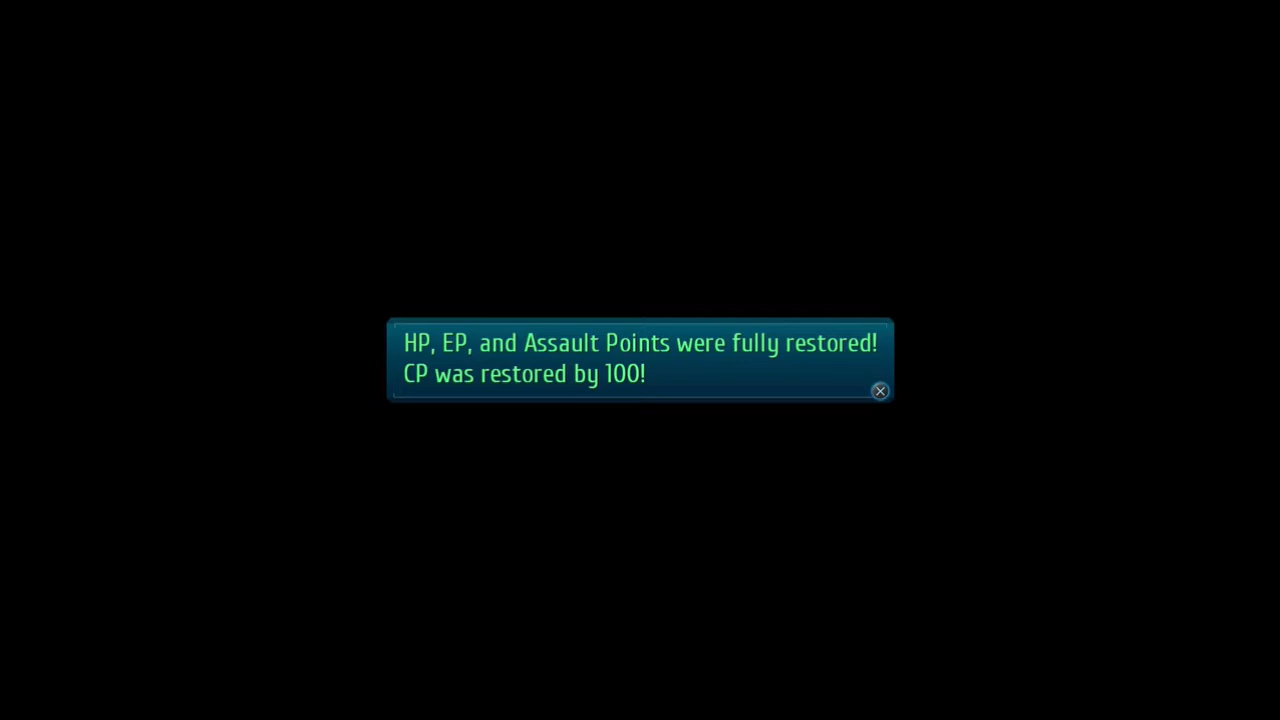 HP, EP, and Assault Points were fully restored!
CP was restored by 100!